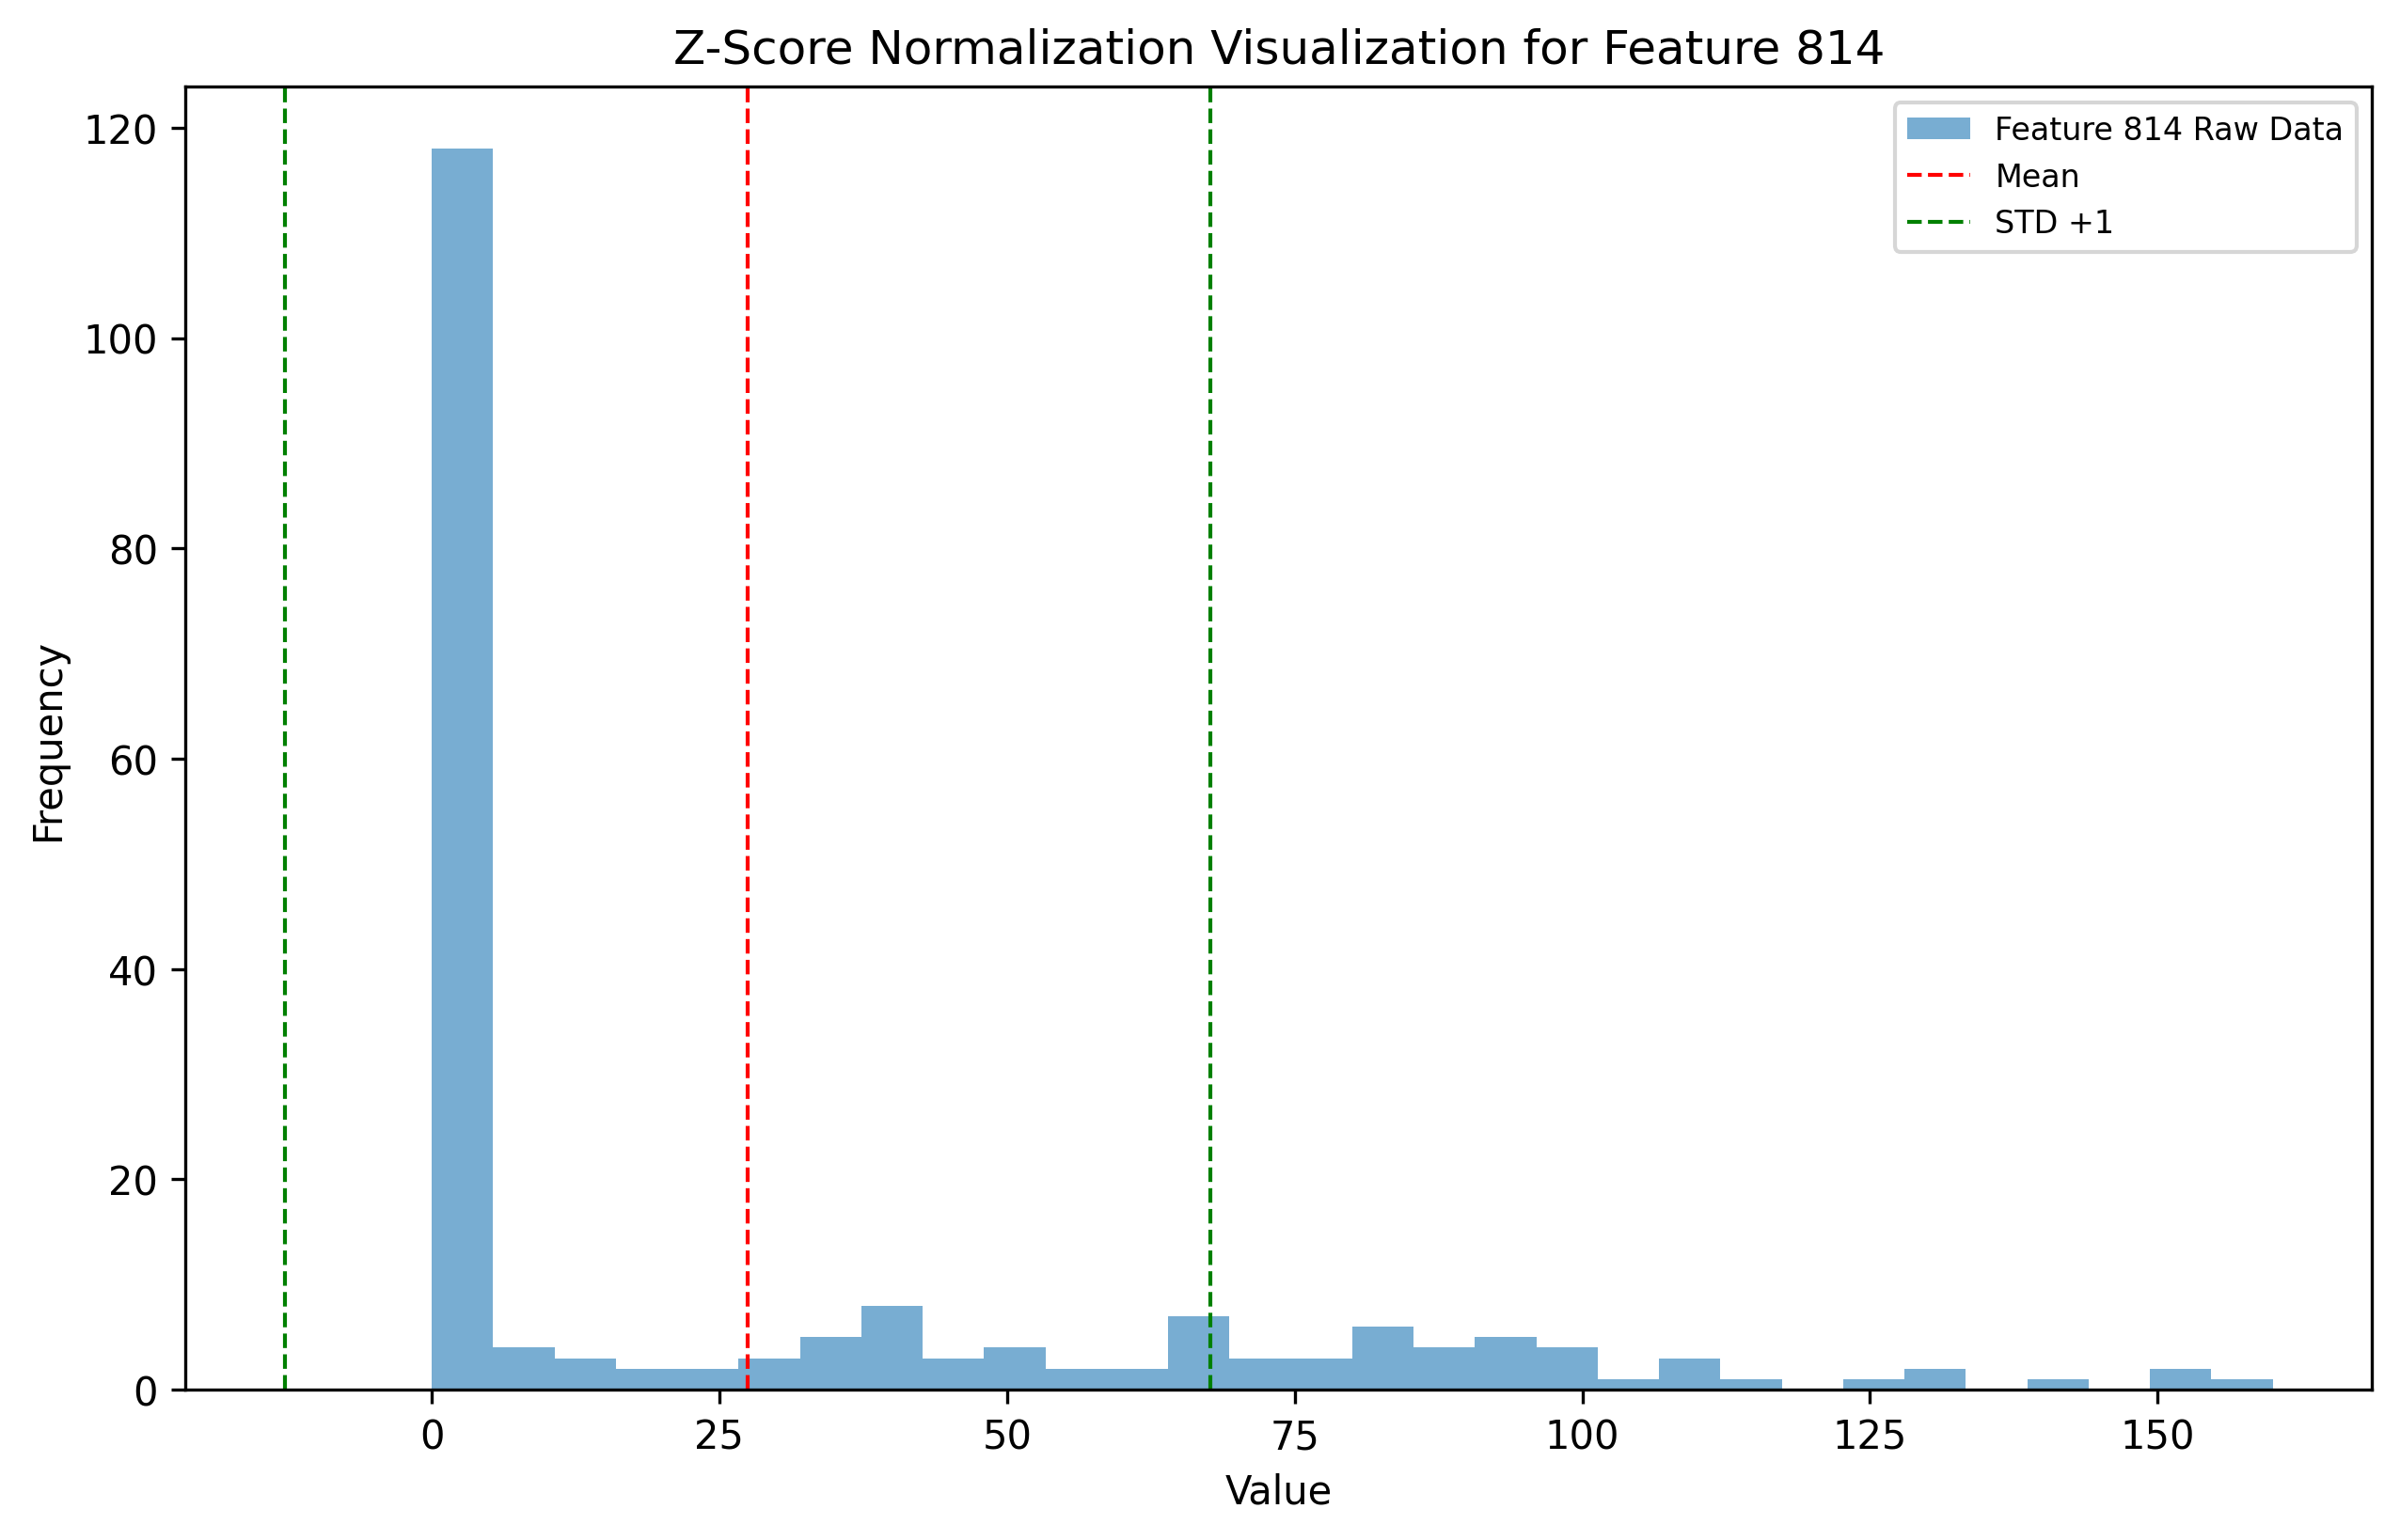 Z-Score Normalization Visualization for Feature 814
Feature 814 Raw Data
Mean
STD +1
120
100
80
60
40
20
0
Frequency
0 25 50 75 100 125 150
Value